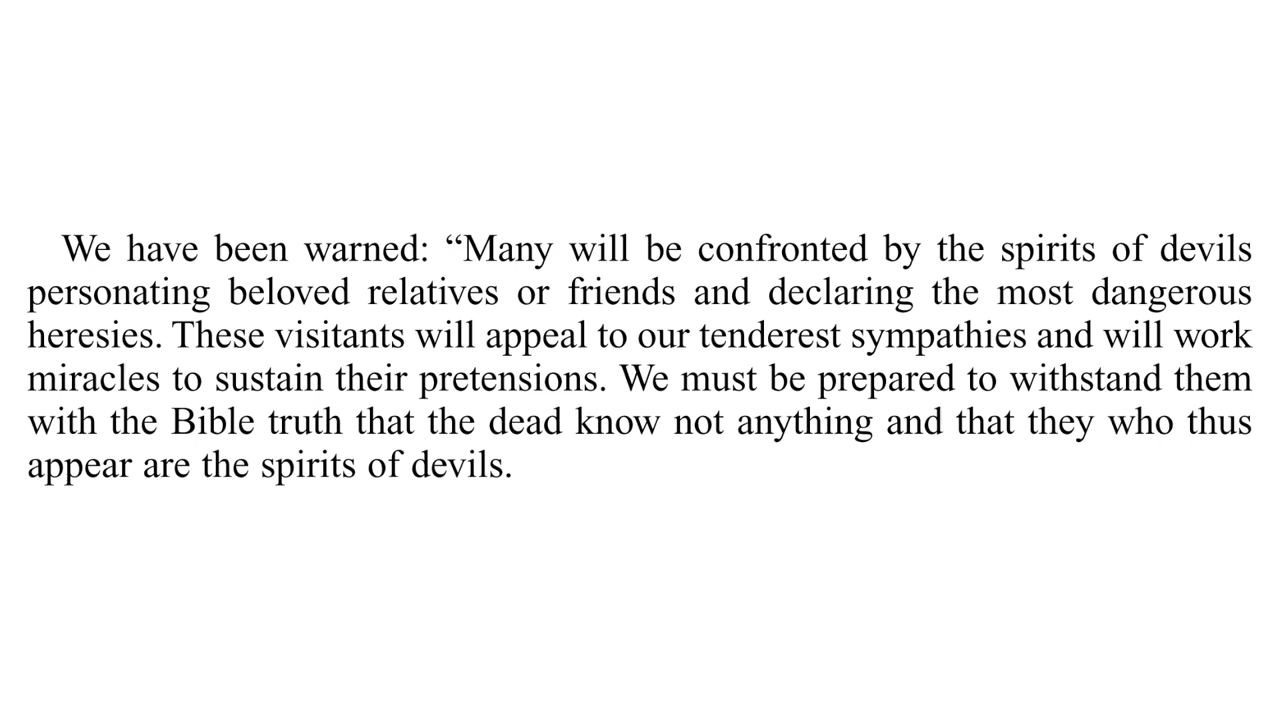 We have been warned: “Many will be confronted by the spirits of devils
personating beloved relatives or friends and declaring the most dangerous
heresies. These visitants will appeal to our tenderest sympathies and will work
miracles to sustain their pretensions. We must be prepared to withstand them
with the Bible truth that the dead know not anything and that they who thus
appear are the spirits of devils.